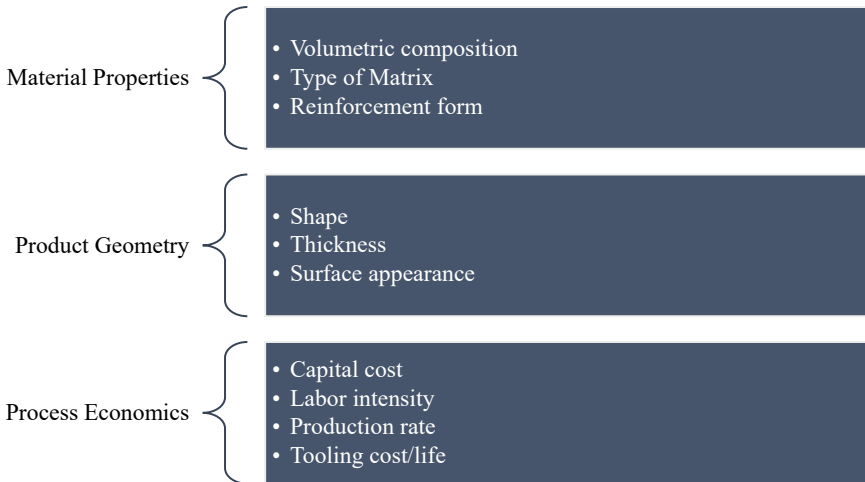 Material Properties
• Volumetric composition
• Type of Matrix
• Reinforcement form
Product Geometry
• Shape
• Thickness
• Surface appearance
Process Economics
• Capital cost
• Labor intensity
• Production rate
• Tooling cost/life